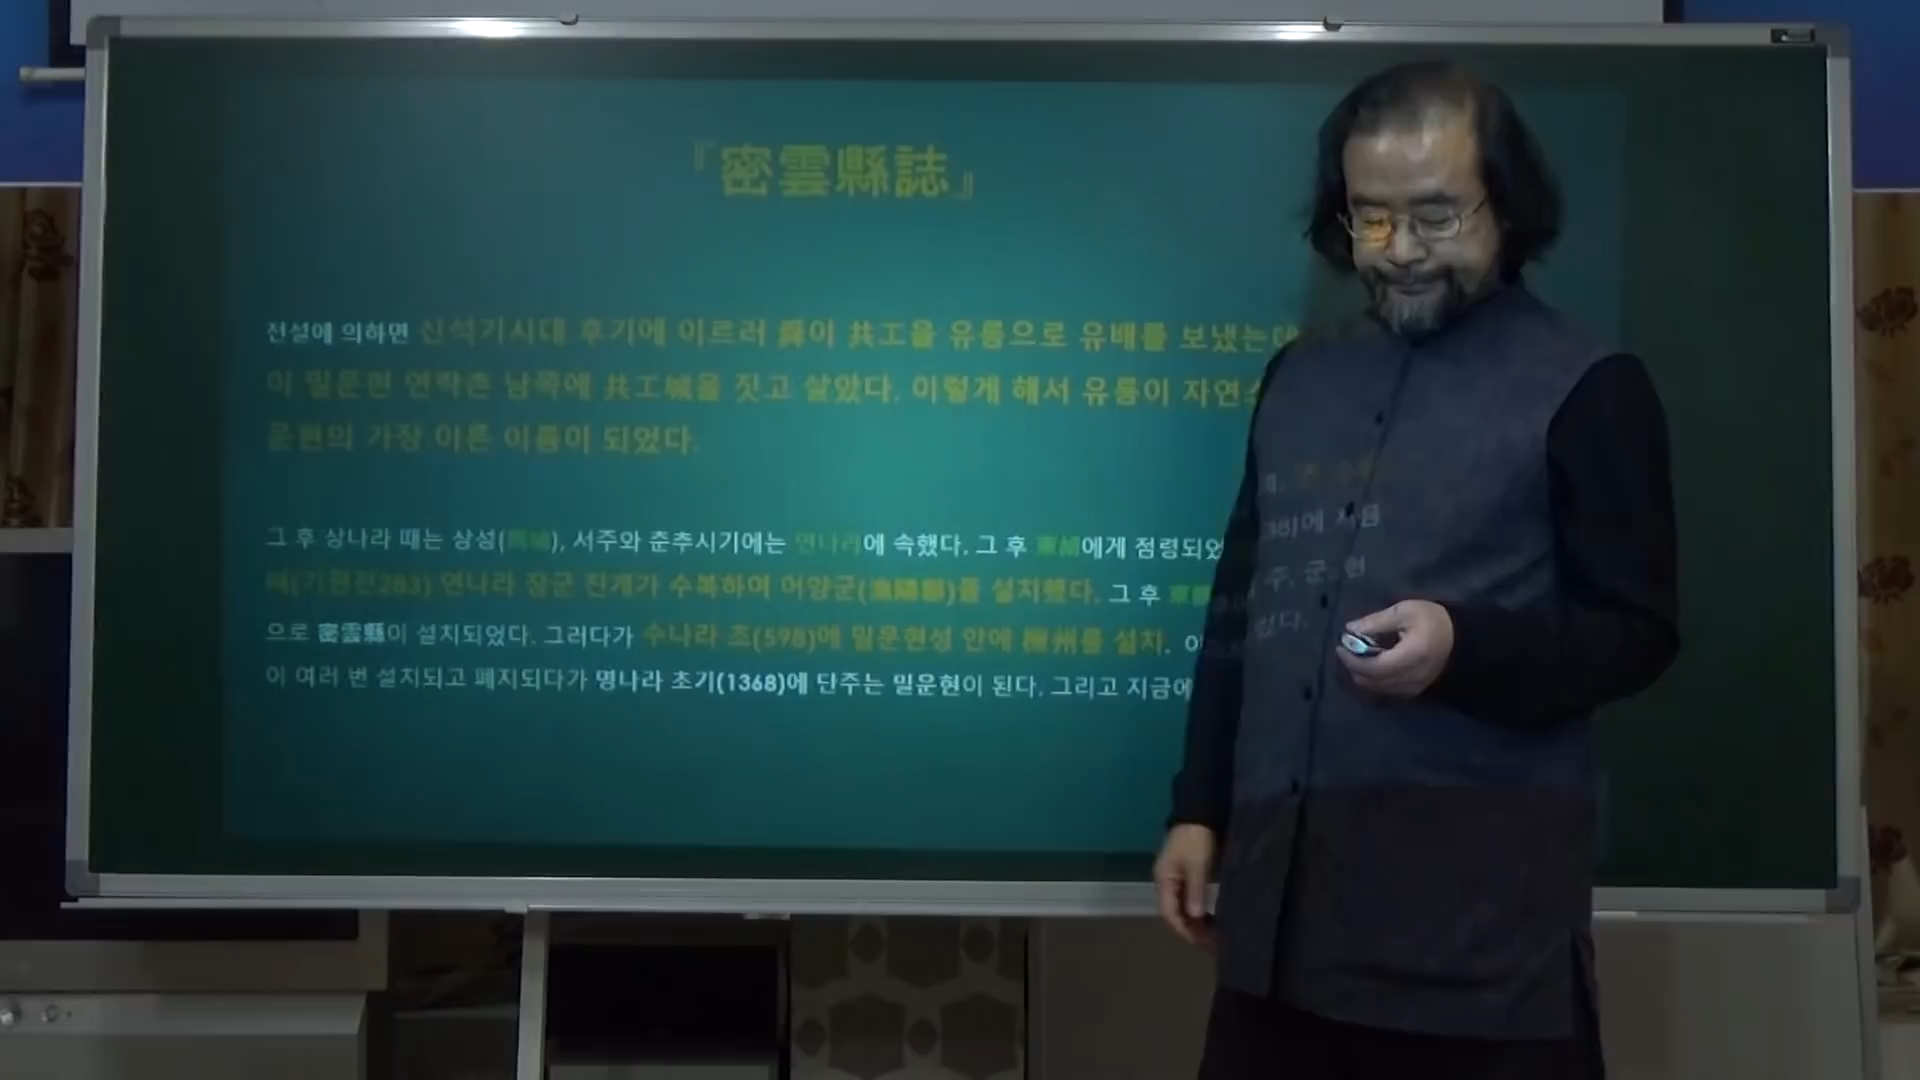 『密雲縣誌』
전설에 의하면 신석기시대 후기에 이르러 舜이 共工을 유릉으로 유배를 보냈는데
이 밀운현 연락촌 남쪽에 共工城을 짓고 살았다. 이렇게 해서 유릉이 자연스
운현의 가장 이른 이름이 되었다.
그 후 상나라 때는 상성( ), 서주와 춘추시기에는 연나라에 속했다. 그 후 東胡에게 점령되었
때(기원전283) 연나라 장군 진개가 수복하여 어양군(漁陽郡)를 설치했다. 그 후 東
으로 密雲縣이 설치되었다. 그러다가 수나라 초(598)에 밀운현성 안에 檀州를 설치.
이 여러 번 설치되고 폐지되다가 명나라 초기(1368)에 단주는 밀운현이 된다. 그리고 지금에